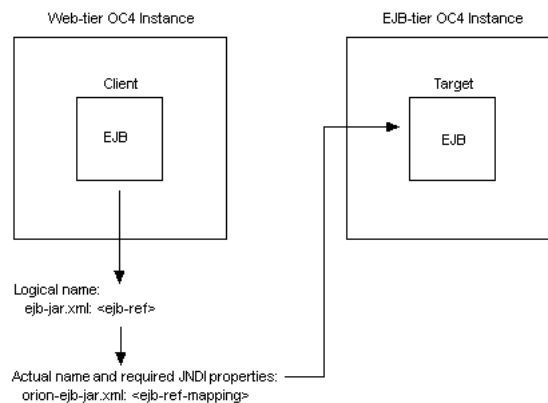 Web-tier OC4 Instance
EJB-tier OC4 Instance
Client
EJB
Target
EJB
Logical name:
ejb-jar.xml: <ejb-ref>
Actual name and required JNDI properties:
orion-ejb-jar.xml: <ejb-ref-mapping>